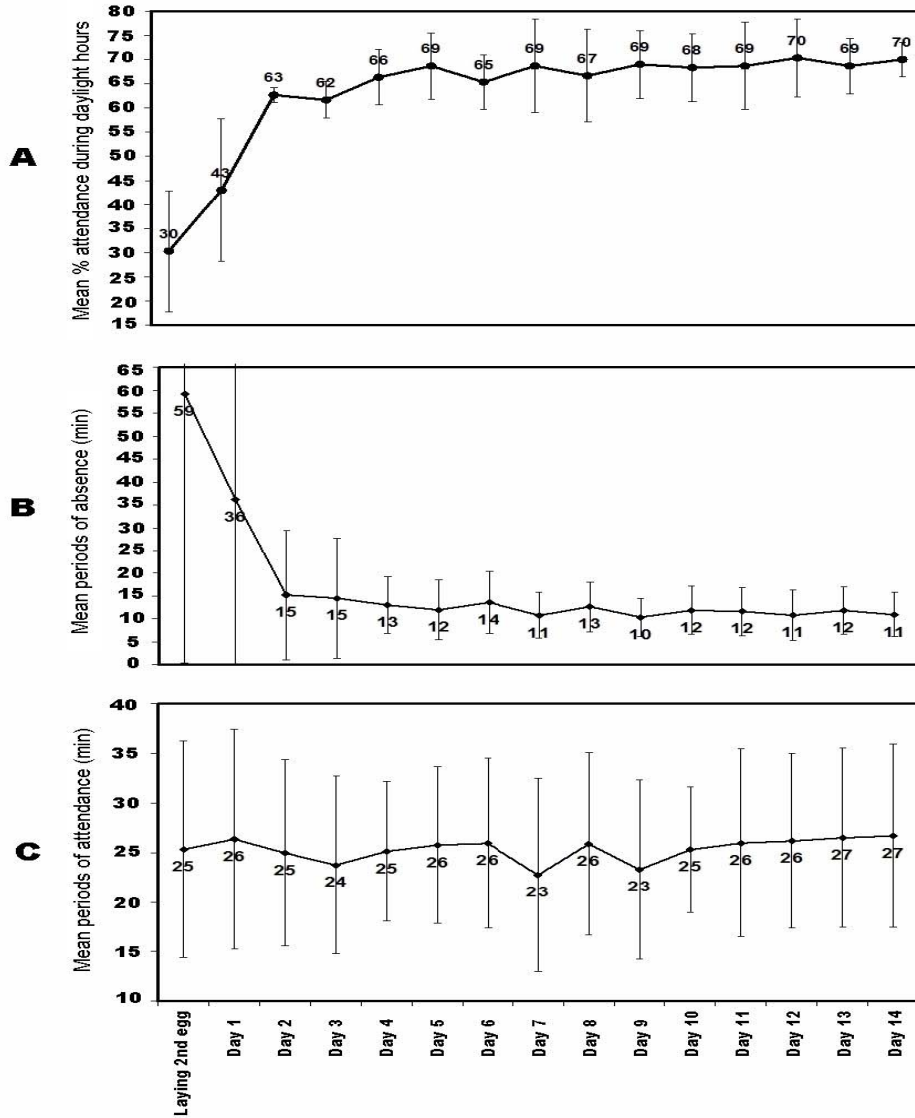 A
Mean % attendance during daylight hours
80
75
70
65
60
55
50
45
40
35
30
25
20
15
30 43 63 62 66 69 65 69 67 69 68 69 70 69 70
B
Mean periods of absence (min)
65
60
55
50
45
40
35
30
25
20
15
10
5
0
59 36 15 15 13 12 14 11 13 10 12 12 11 12 11
C
Mean periods of attendance (min)
40
35
30
25
20
15
10
25 26 25 24 25 26 26 23 26 23 25 26 26 27 27
Laying 2nd egg
Day 1
Day 2
Day 3
Day 4
Day 5
Day 6
Day 7
Day 8
Day 9
Day 10
Day 11
Day 12
Day 13
Day 14